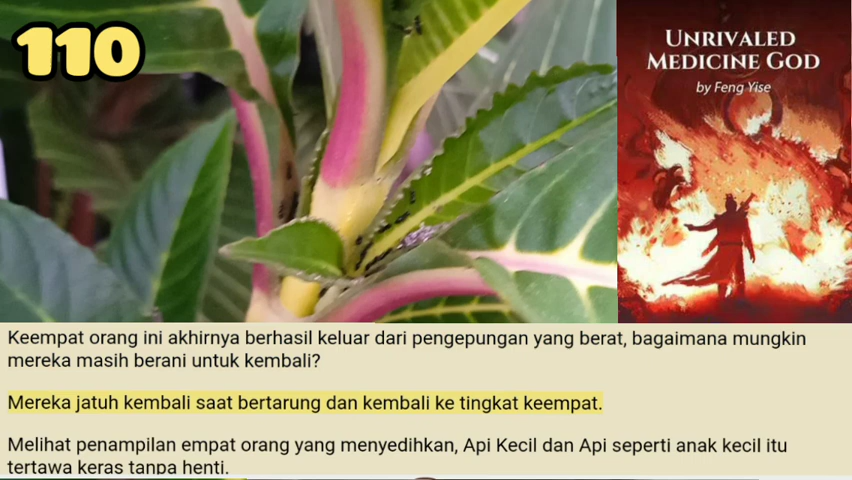 110
UNRIVALED
MEDICINE GOD
by Feng Yise
Keempat orang ini akhirnya berhasil keluar dari pengepungan yang berat, bagaimana mungkin
mereka masih berani untuk kembali?
Mereka jatuh kembali saat bertarung dan kembali ke tingkat keempat.
Melihat penampilan empat orang yang menyedihkan, Api Kecil dan Api seperti anak kecil itu
tertawa keras tanpa henti.